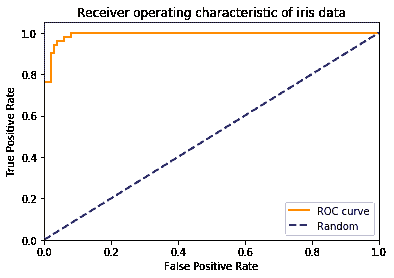 Receiver operating characteristic of iris data
True Positive Rate
1.0
0.8
0.6
0.4
0.2
0.0
0.0 0.2 0.4 0.6 0.8 1.0
False Positive Rate
ROC curve
Random